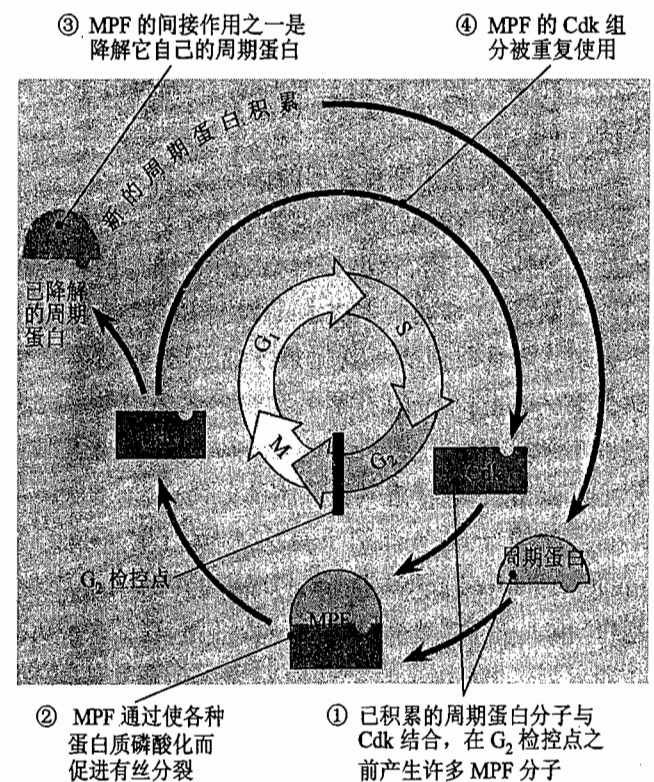 ③ MPF 的间接作用之一是
降解它自己的周期蛋白
④ MPF 的 Cdk 组
分被重复使用
新的周期蛋白积累
已降解
的周期
蛋白
G₁
S
M
G₂
Cdk
周期蛋白
G₂ 检控点
MPF
② MPF 通过使各种
蛋白质磷酸化而
促进有丝分裂
① 已积累的周期蛋白分子与
Cdk 结合，在 G₂ 检控点之
前产生许多 MPF 分子